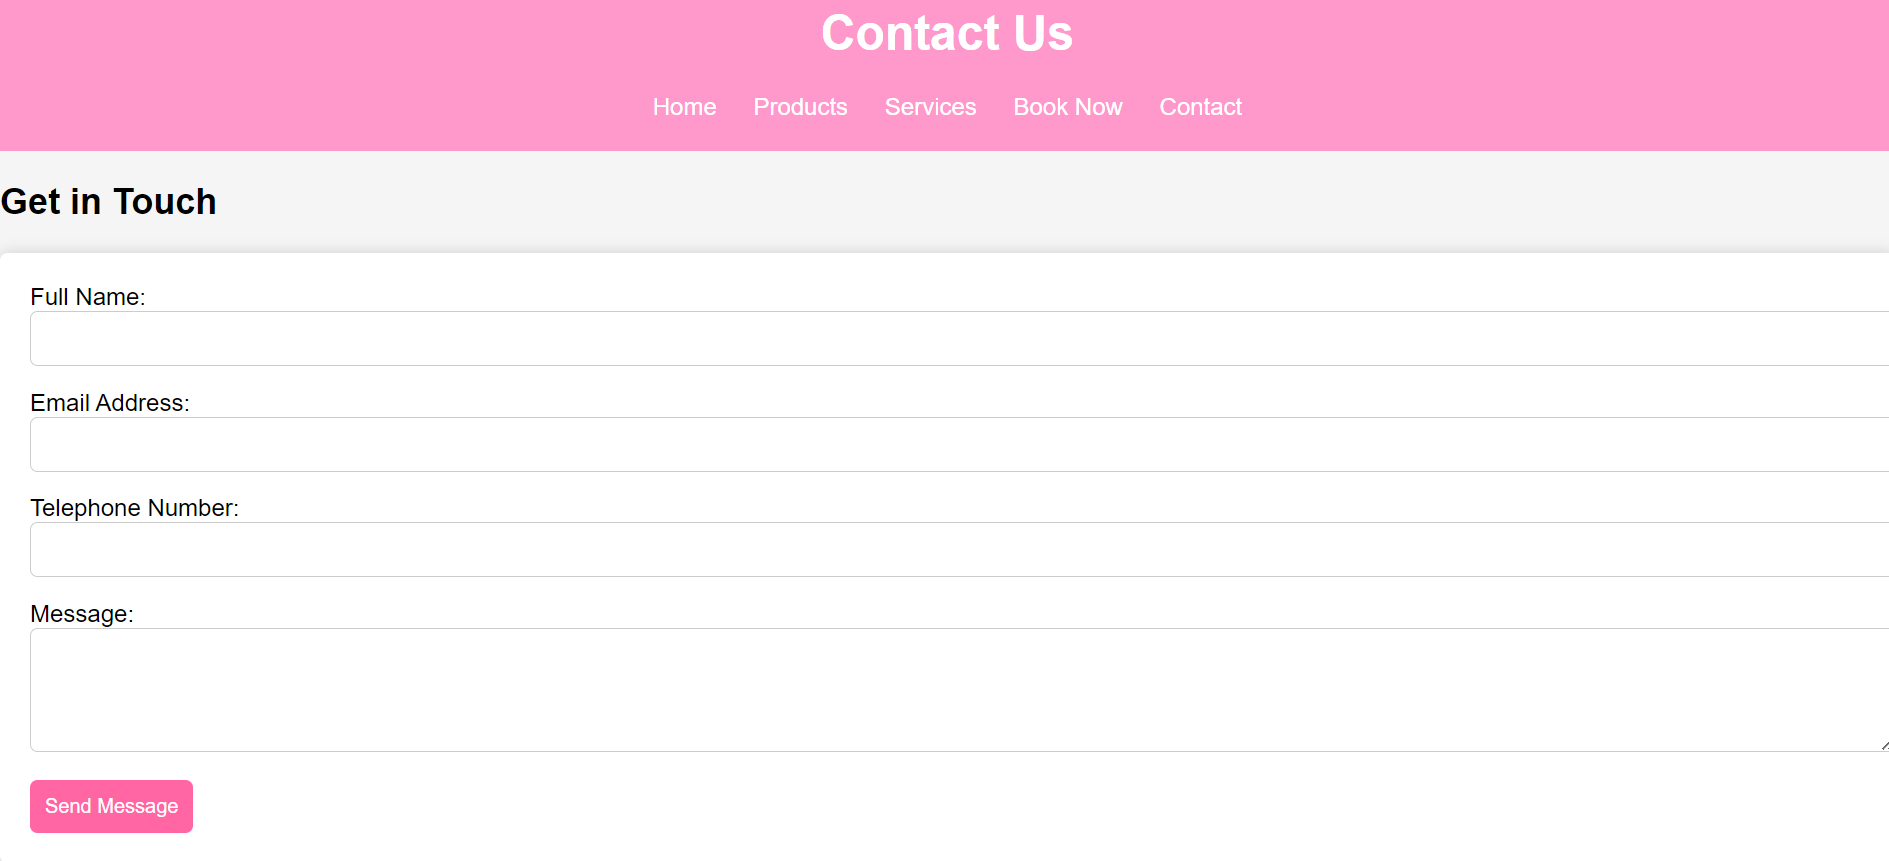 Contact Us
Home Products Services Book Now Contact
Get in Touch
Full Name:
Email Address:
Telephone Number:
Message:
Send Message